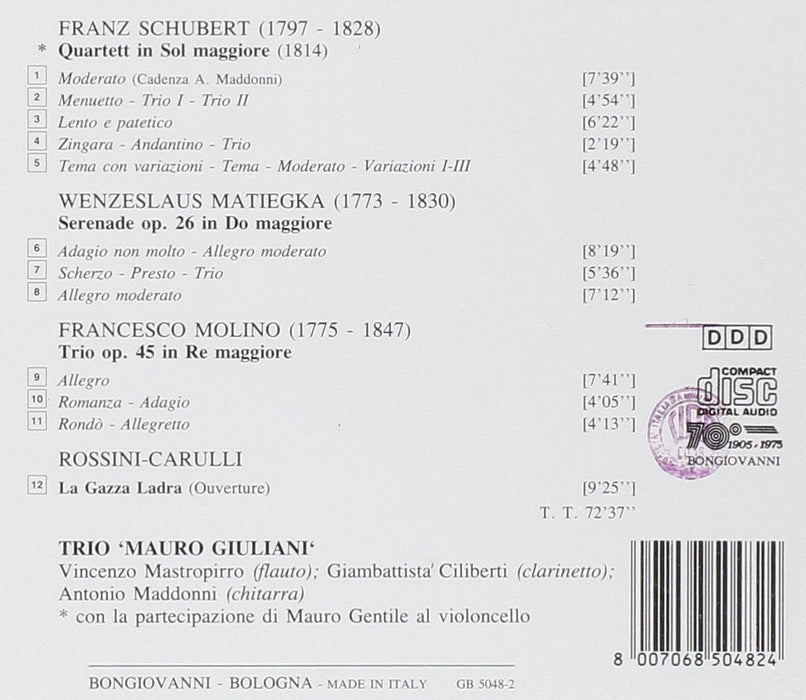 FRANZ SCHUBERT (1797 - 1828)
* Quartett in Sol maggiore (1814)
1 Moderato (Cadenza A. Maddonni) [7'39'']
2 Menuetto - Trio I - Trio II [4'54'']
3 Lento e patetico [6'22'']
4 Zingara - Andantino - Trio [2'19'']
5 Tema con variazioni - Tema - Moderato - Variazioni I-III [4'48'']
WENZESLAUS MATIEGKA (1773 - 1830)
Serenade op. 26 in Do maggiore
6 Adagio non molto - Allegro moderato [8'19'']
7 Scherzo - Presto - Trio [5'36'']
8 Allegro moderato [7'12'']
FRANCESCO MOLINO (1775 - 1847)
Trio op. 45 in Re maggiore
9 Allegro [7'41'']
10 Romanza - Adagio [4'05'']
11 Rondò - Allegretto [4'13'']
ROSSINI-CARULLI
12 La Gazza Ladra (Ouverture) [9'25'']
T. T. 72'37''
DDD
COMPACT
disc
DIGITAL AUDIO
70°
1905-1975
BONGIOVANNI
TRIO ‘MAURO GIULIANI‘
Vincenzo Mastropirro (flauto); Giambattista Ciliberti (clarinetto);
Antonio Maddonni (chitarra)
* con la partecipazione di Mauro Gentile al violoncello
8 007068 504824
BONGIOVANNI - BOLOGNA - MADE IN ITALY GB 5048-2